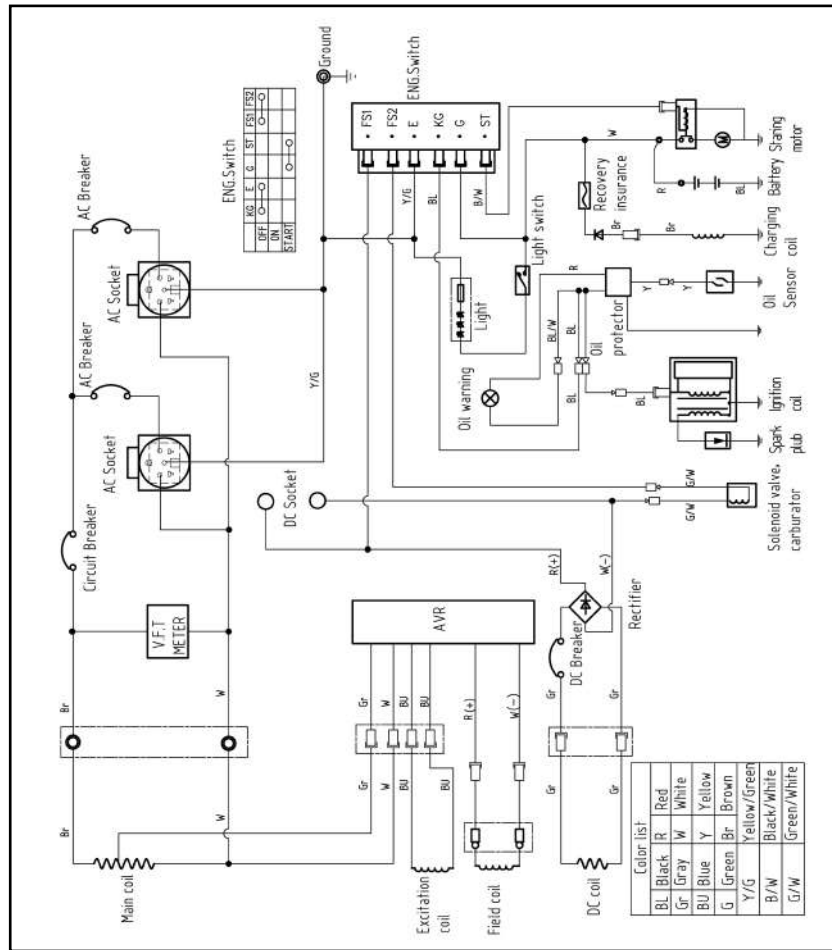 Main coil
Br
Br
W
W
V.F.T
METER
Circuit Breaker
AC Socket
AC Breaker
AC Socket
AC Breaker
Y/G
Ground
ENG.Switch
KG E G ST FS1 FS2
OFF
ON
START
Excitation
coil
Gr
W
BU
BU
Gr
W
BU
BU
AVR
Field coil
R(+)
W(-)
DC Socket
ENG.Switch
FS1
FS2
E
KG
G
ST
Y/G
BL
B/W
Light
Light switch
DC coil
Gr
Gr
Gr
Gr
DC Breaker
Rectifier
R(+)
W(-)
G/W
G/W
Solenoid valve,
carburator
Oil warning
BL/W
BL
BL
R
Oil
protector
BL
Spark
plub
Ignition
coil
Y
Y
Oil
Sensor
Recovery
insurance
Br
Br
Charging
coil
R
BL
Battery
W
M
Staring
motor
Color list
BL Black R Red
Gr Gray W White
BU Blue Y Yellow
G Green Br Brown
Y/G Yellow/Green
B/W Black/White
G/W Green/White